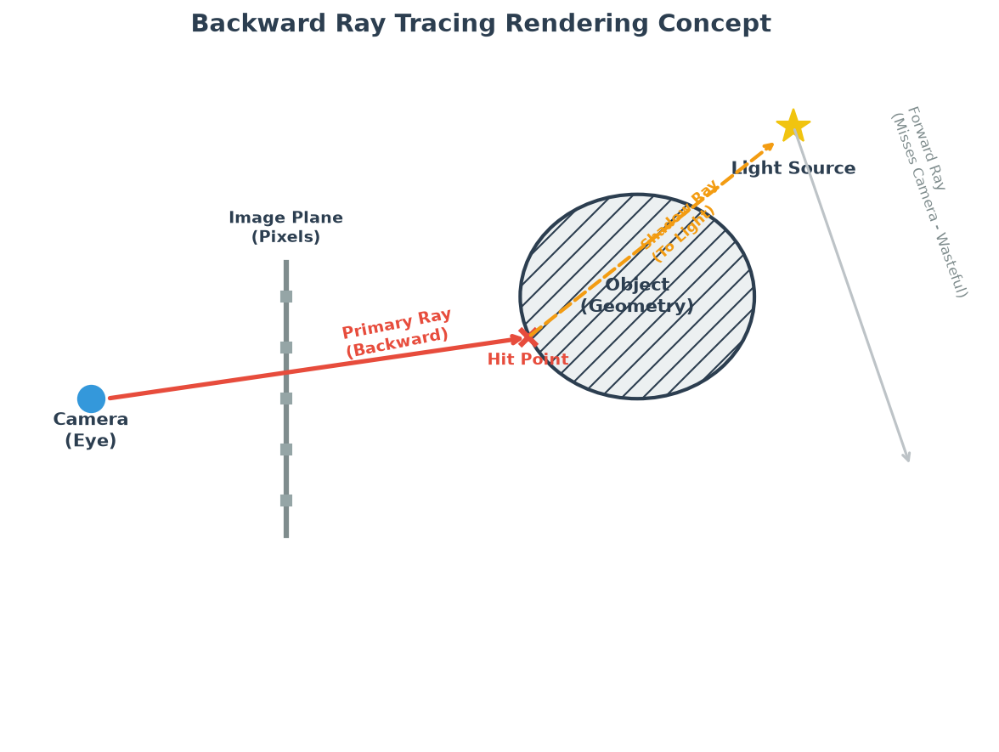 Backward Ray Tracing Rendering Concept
Forward Ray
(Misses Camera - Wasteful)
Light Source
Shadow Ray
(To Light)
Image Plane
(Pixels)
Object
(Geometry)
Primary Ray
(Backward)
Hit Point
Camera
(Eye)